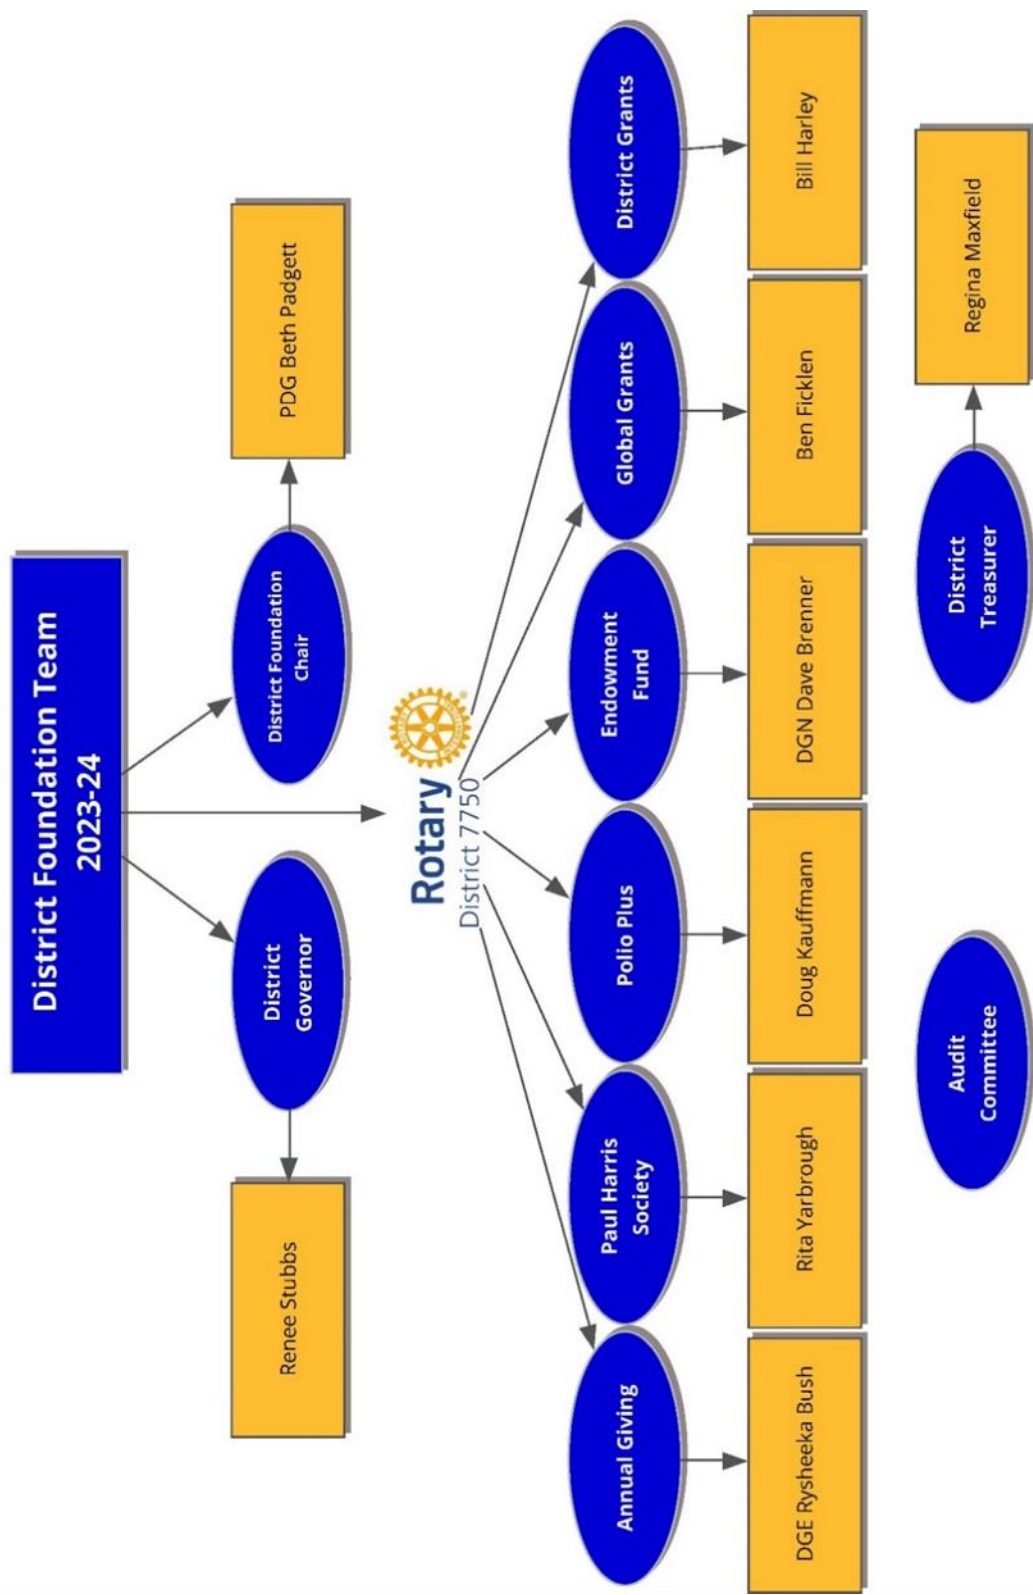 District Foundation Team
2023-24
District
Governor
District Foundation
Chair
Renee Stubbs
PDG Beth Padgett
Rotary
District 7750
Annual Giving
Paul Harris
Society
Polio Plus
Endowment
Fund
Global Grants
District Grants
DGE Rysheeka Bush
Rita Yarbrough
Doug Kauffmann
DGN Dave Brenner
Ben Ficklen
Bill Harley
Audit
Committee
District
Treasurer
Regina Maxfield